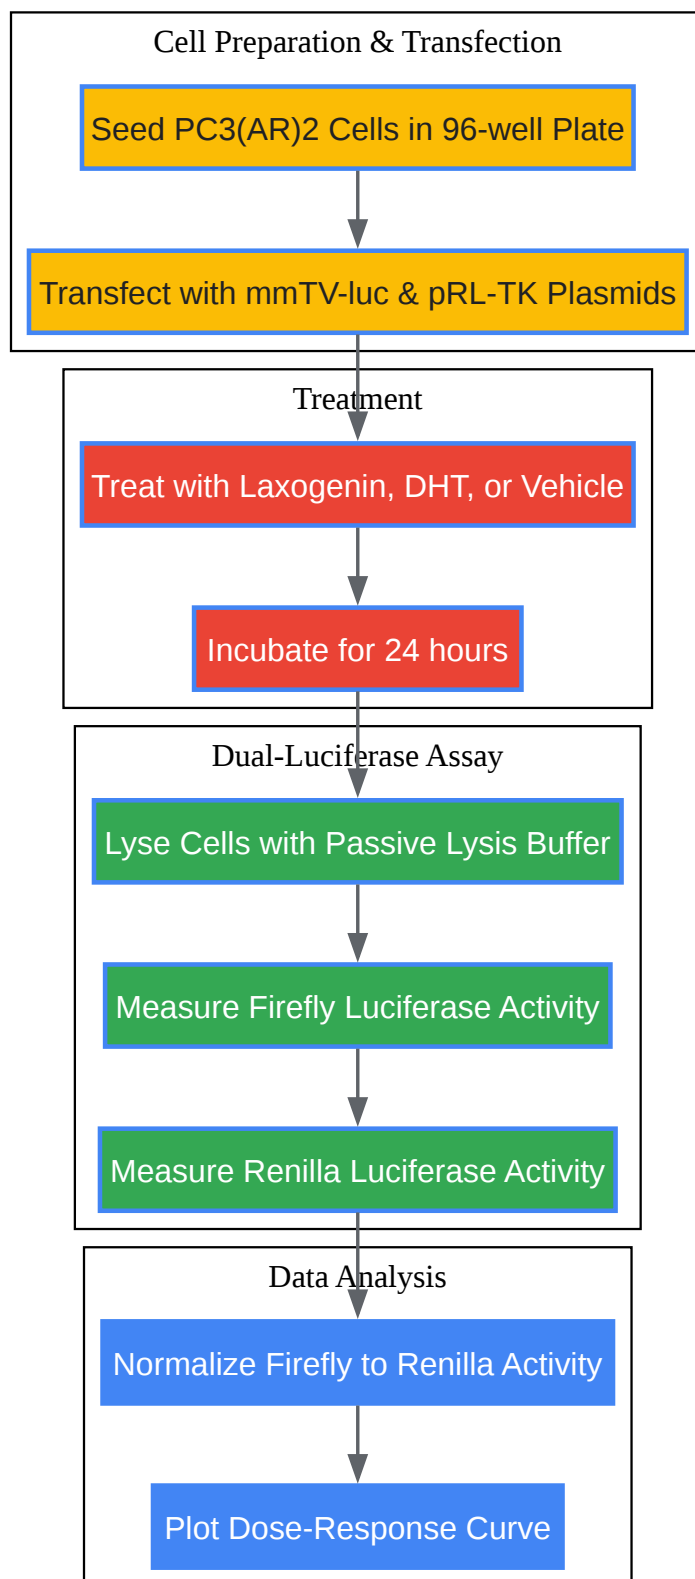 Cell Preparation & Transfection
Seed PC3(AR)2 Cells in 96-well Plate
Transfect with mmTV-luc & pRL-TK Plasmids
Treatment
Treat with Laxogenin, DHT, or Vehicle
Incubate for 24 hours
Dual-Luciferase Assay
Lyse Cells with Passive Lysis Buffer
Measure Firefly Luciferase Activity
Measure Renilla Luciferase Activity
Data Analysis
Normalize Firefly to Renilla Activity
Plot Dose-Response Curve